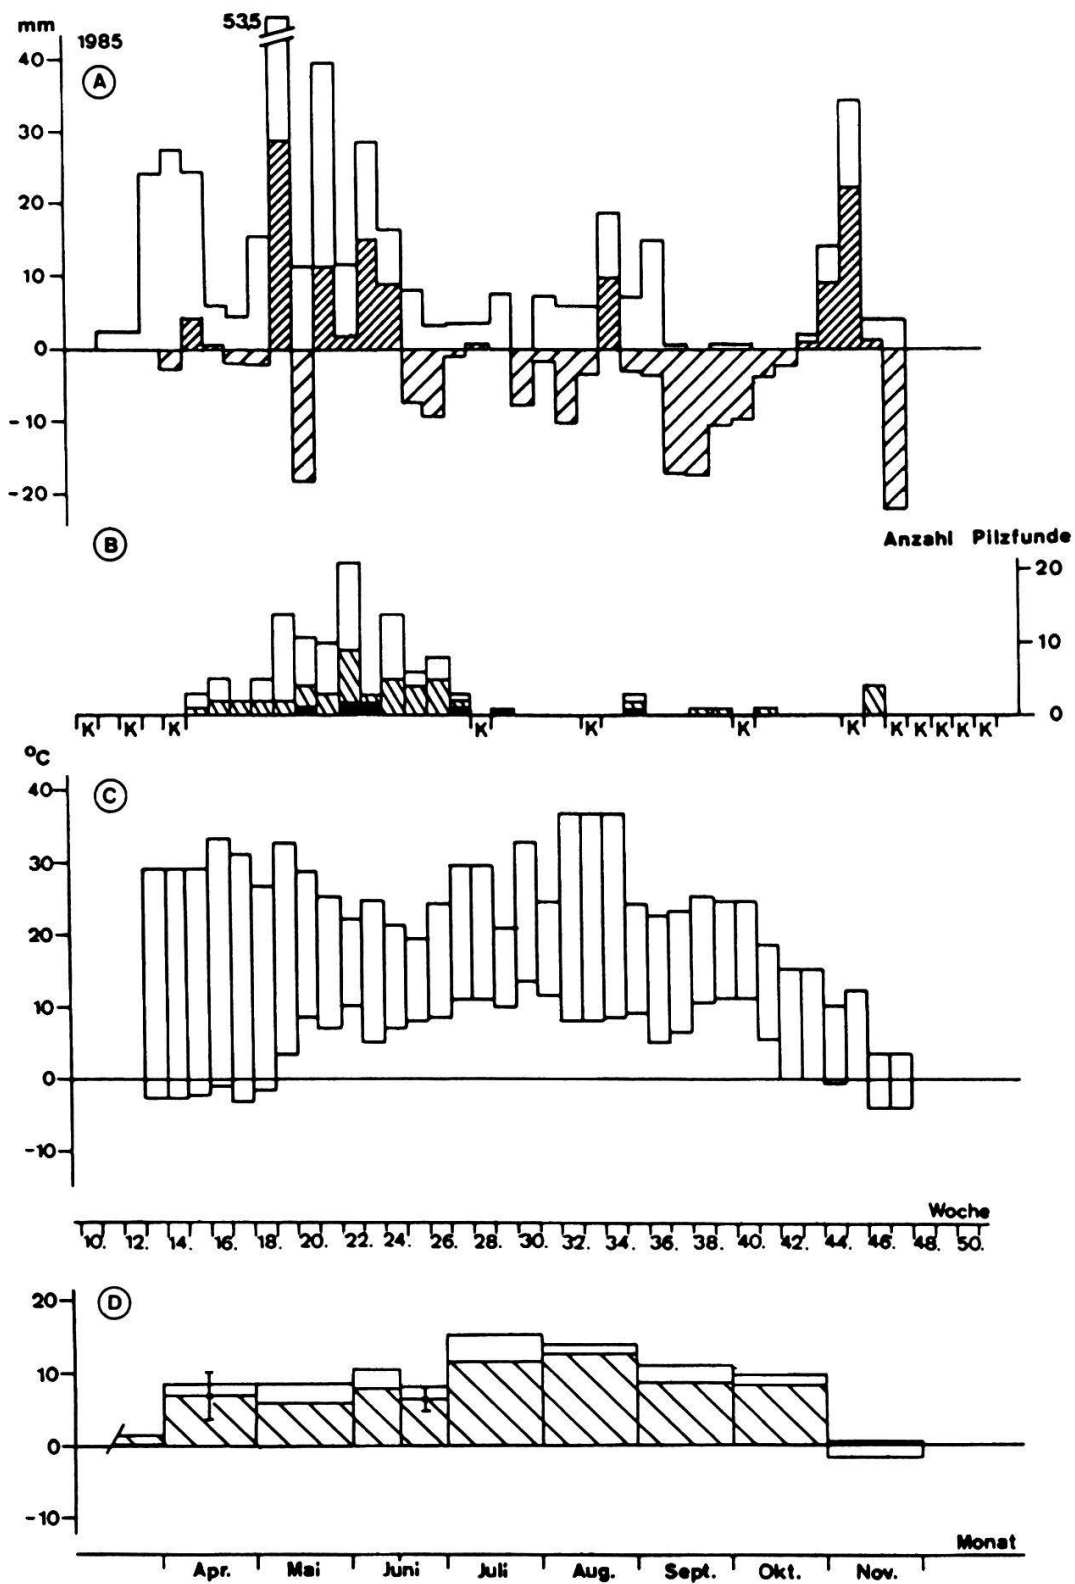 mm
1985
53,5
A
40
30
20
10
0
-10
-20
B
Anzahl Pilzfunde
20
10
0
K K K K K K K K K K K K
°C
C
40
30
20
10
0
-10
Woche
10. 12. 14. 16. 18. 20. 22. 24. 26. 28. 30. 32. 34. 36. 38. 40. 42. 44. 46. 48. 50.
D
20
10
0
-10
Monat
Apr. Mai Juni Juli Aug. Sept. Okt. Nov.